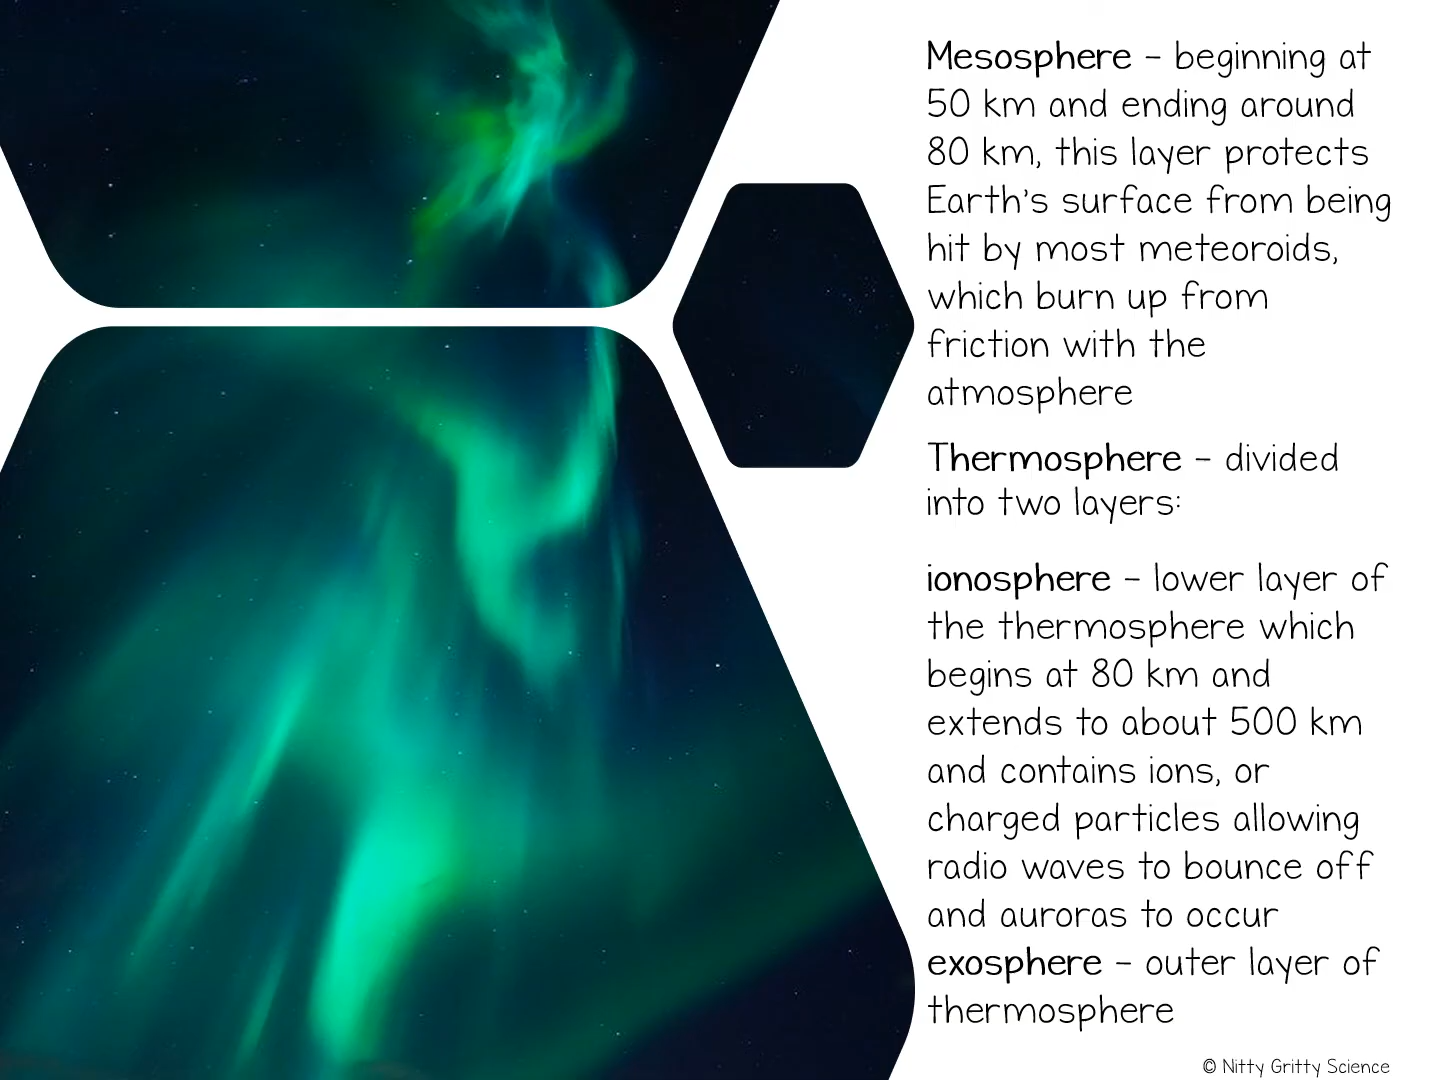 Mesosphere – beginning at
50 km and ending around
80 km, this layer protects
Earth's surface from being
hit by most meteoroids,
which burn up from
friction with the
atmosphere
Thermosphere – divided
into two layers:
ionosphere – lower layer of
the thermosphere which
begins at 80 km and
extends to about 500 km
and contains ions, or
charged particles allowing
radio waves to bounce off
and auroras to occur
exosphere – outer layer of
thermosphere
© Nitty Gritty Science